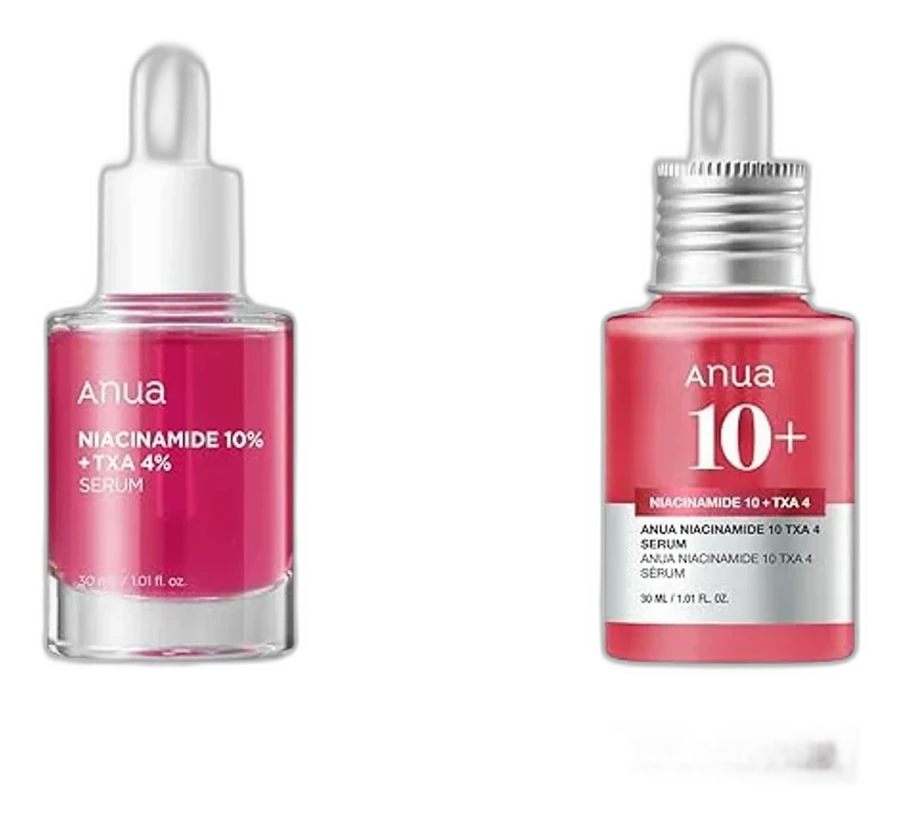 Anua
NIACINAMIDE 10%
+ TXA 4%
SERUM
30 ml / 1.01 fl. oz.
Anua
10+
NIACINAMIDE 10 + TXA 4
ANUA NIACINAMIDE 10 TXA 4
SERUM
ANUA NIACINAMIDE 10 TXA 4
SÉRUM
30 ML / 1.01 FL. OZ.